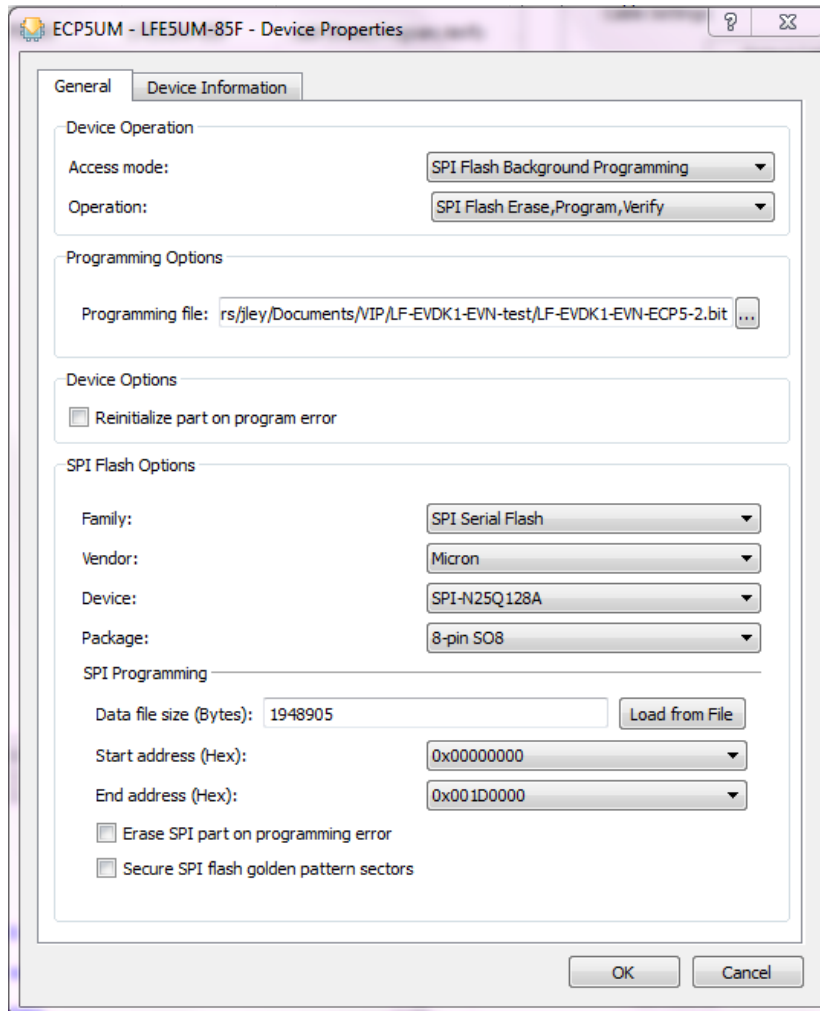 ECP5UM - LFE5UM-85F - Device Properties
General Device Information
Device Operation
Access mode: SPI Flash Background Programming
Operation: SPI Flash Erase,Program,Verify
Programming Options
Programming file: rs/jley/Documents/VIP/LF-EVDK1-EVN-test/LF-EVDK1-EVN-ECP5-2.bit ...
Device Options
Reinitialize part on program error
SPI Flash Options
Family: SPI Serial Flash
Vendor: Micron
Device: SPI-N25Q128A
Package: 8-pin SO8
SPI Programming
Data file size (Bytes): 1948905 Load from File
Start address (Hex): 0x00000000
End address (Hex): 0x001D0000
Erase SPI part on programming error
Secure SPI flash golden pattern sectors
OK Cancel